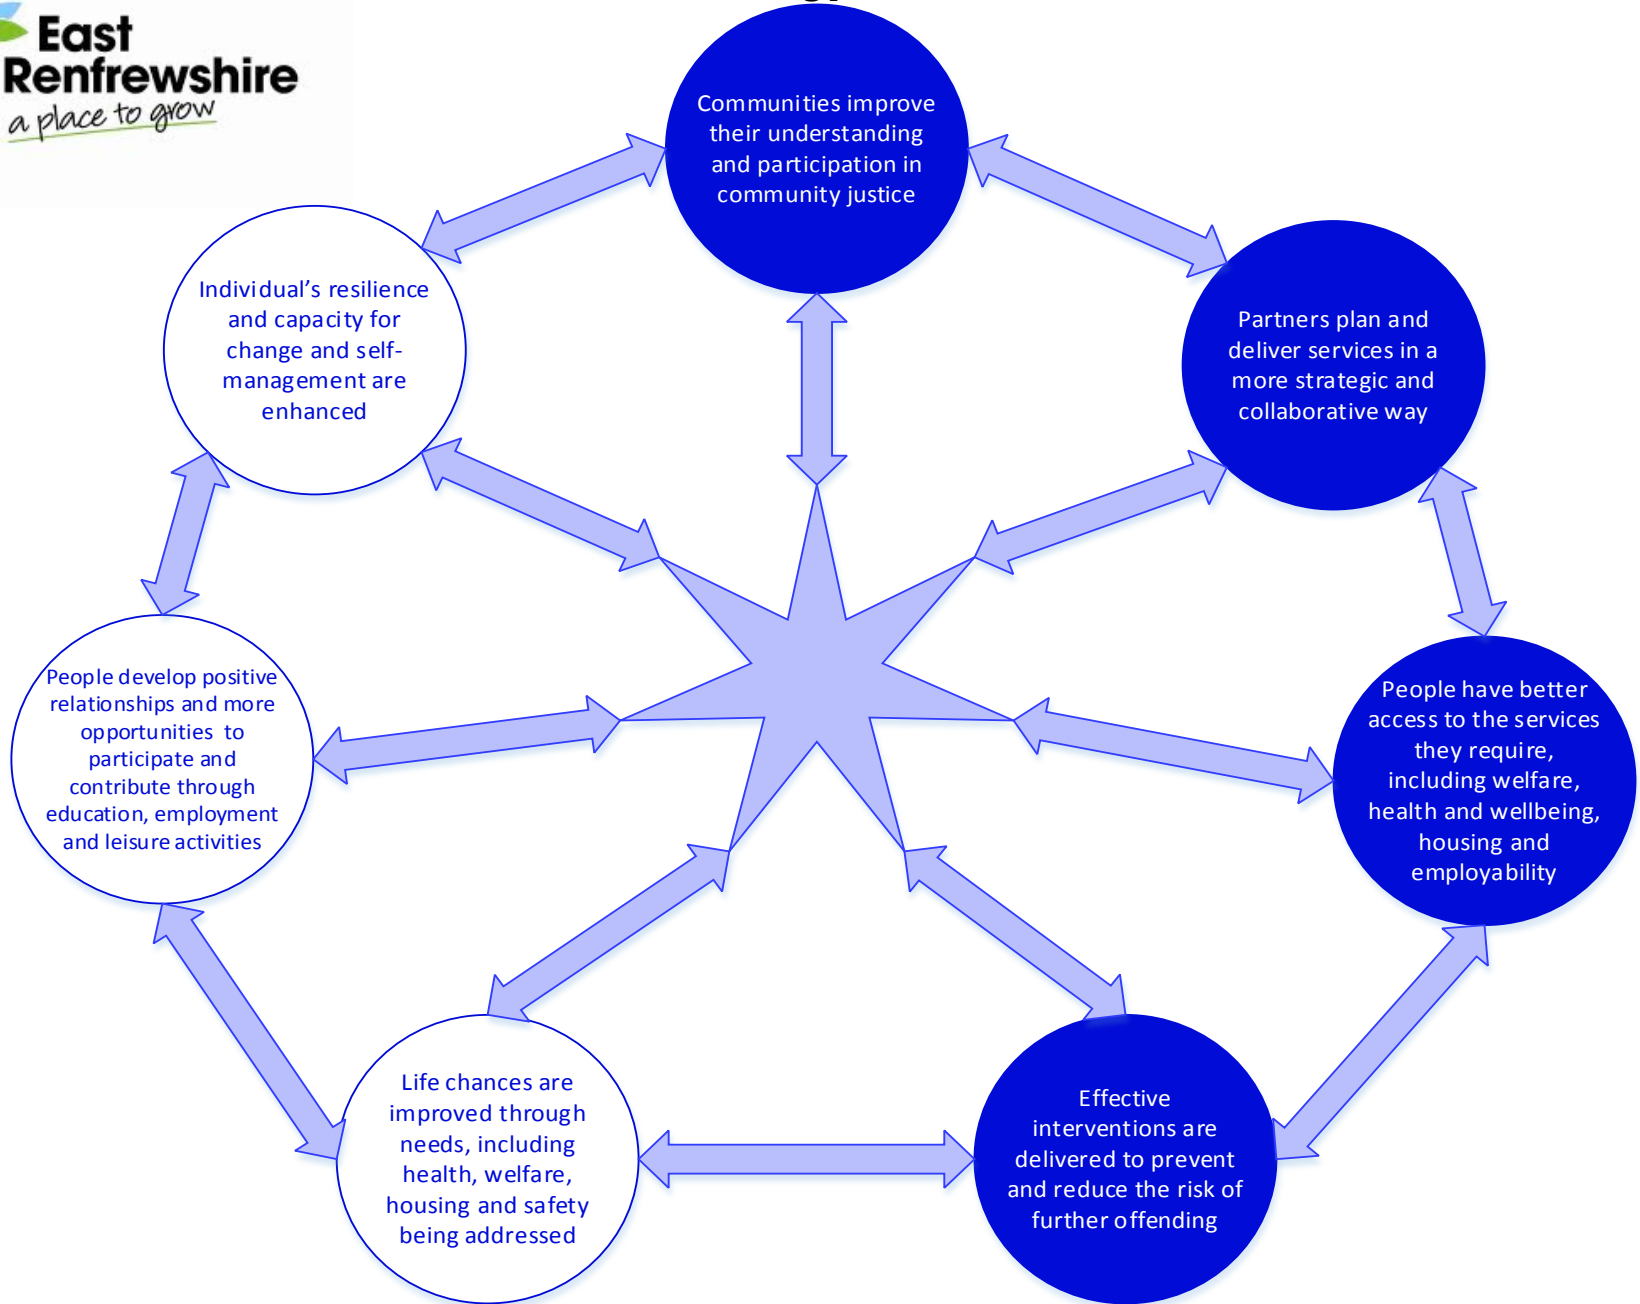 East
Renfrewshire
a place to grow
Communities improve
their understanding
and participation in
community justice
Partners plan and
deliver services in a
more strategic and
collaborative way
People have better
access to the services
they require,
including welfare,
health and wellbeing,
housing and
employability
Effective
interventions are
delivered to prevent
and reduce the risk of
further offending
Life chances are
improved through
needs, including
health, welfare,
housing and safety
being addressed
People develop positive
relationships and more
opportunities to
participate and
contribute through
education, employment
and leisure activities
Individual’s resilience
and capacity for
change and self-
management are
enhanced